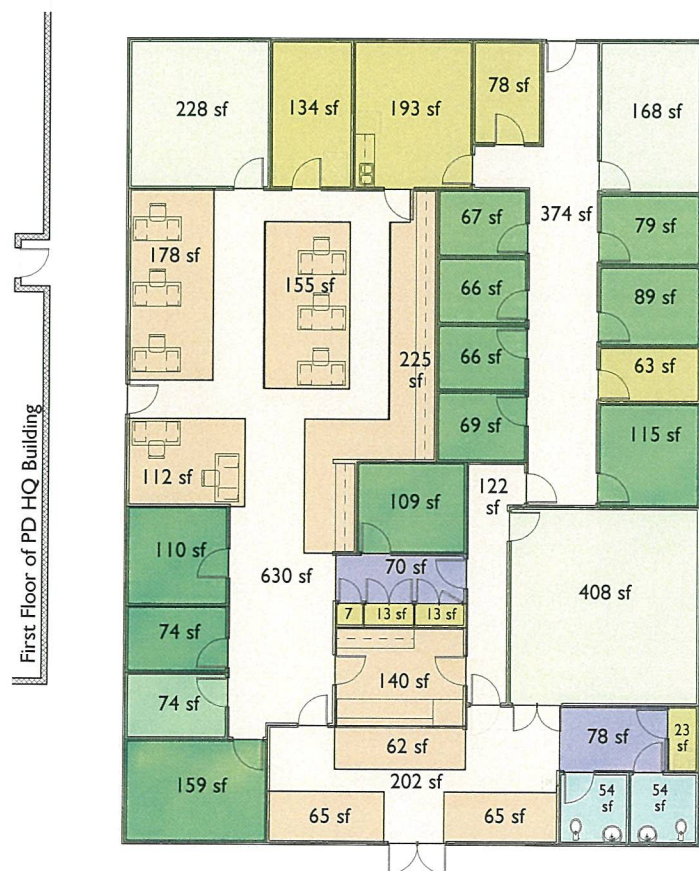 228 sf
134 sf
193 sf
78 sf
168 sf
67 sf
374 sf
79 sf
178 sf
155 sf
66 sf
89 sf
225
sf
66 sf
63 sf
69 sf
115 sf
112 sf
109 sf
122
sf
110 sf
630 sf
70 sf
408 sf
7
13 sf
13 sf
74 sf
140 sf
74 sf
62 sf
78 sf
23
sf
159 sf
202 sf
65 sf
65 sf
54
sf
54
sf
First Floor of PD HQ Building